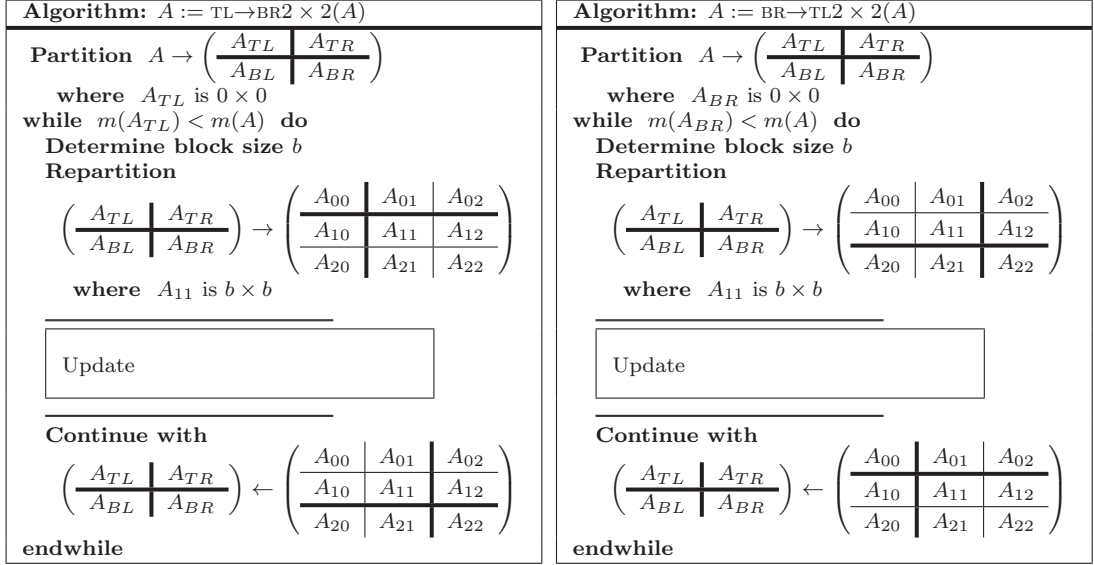 Algorithm: A := TL→BR2 × 2(A)
Partition A → ( A_TL A_TR
A_BL A_BR )
where A_TL is 0 × 0
while m(A_TL) < m(A) do
Determine block size b
Repartition
( A_TL A_TR
A_BL A_BR ) → ( A_00 A_01 A_02
A_10 A_11 A_12
A_20 A_21 A_22 )
where A_11 is b × b
Update
Continue with
( A_TL A_TR
A_BL A_BR ) ← ( A_00 A_01 A_02
A_10 A_11 A_12
A_20 A_21 A_22 )
endwhile
Algorithm: A := BR→TL2 × 2(A)
Partition A → ( A_TL A_TR
A_BL A_BR )
where A_BR is 0 × 0
while m(A_BR) < m(A) do
Determine block size b
Repartition
( A_TL A_TR
A_BL A_BR ) → ( A_00 A_01 A_02
A_10 A_11 A_12
A_20 A_21 A_22 )
where A_11 is b × b
Update
Continue with
( A_TL A_TR
A_BL A_BR ) ← ( A_00 A_01 A_02
A_10 A_11 A_12
A_20 A_21 A_22 )
endwhile